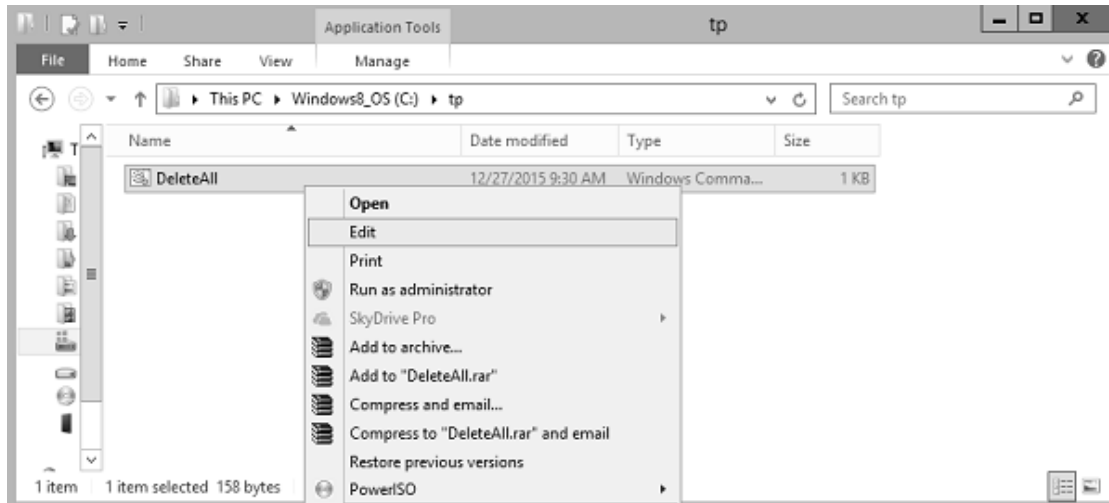 Application Tools
tp
File Home Share View Manage
This PC Windows8_OS (C:) tp
Search tp
T
Name Date modified Type Size
DeleteAll 12/27/2015 9:30 AM Windows Comma... 1 KB
Open
Edit
Print
Run as administrator
SkyDrive Pro
Add to archive...
Add to "DeleteAll.rar"
Compress and email...
Compress to "DeleteAll.rar" and email
Restore previous versions
PowerISO
1 item 1 item selected 158 bytes